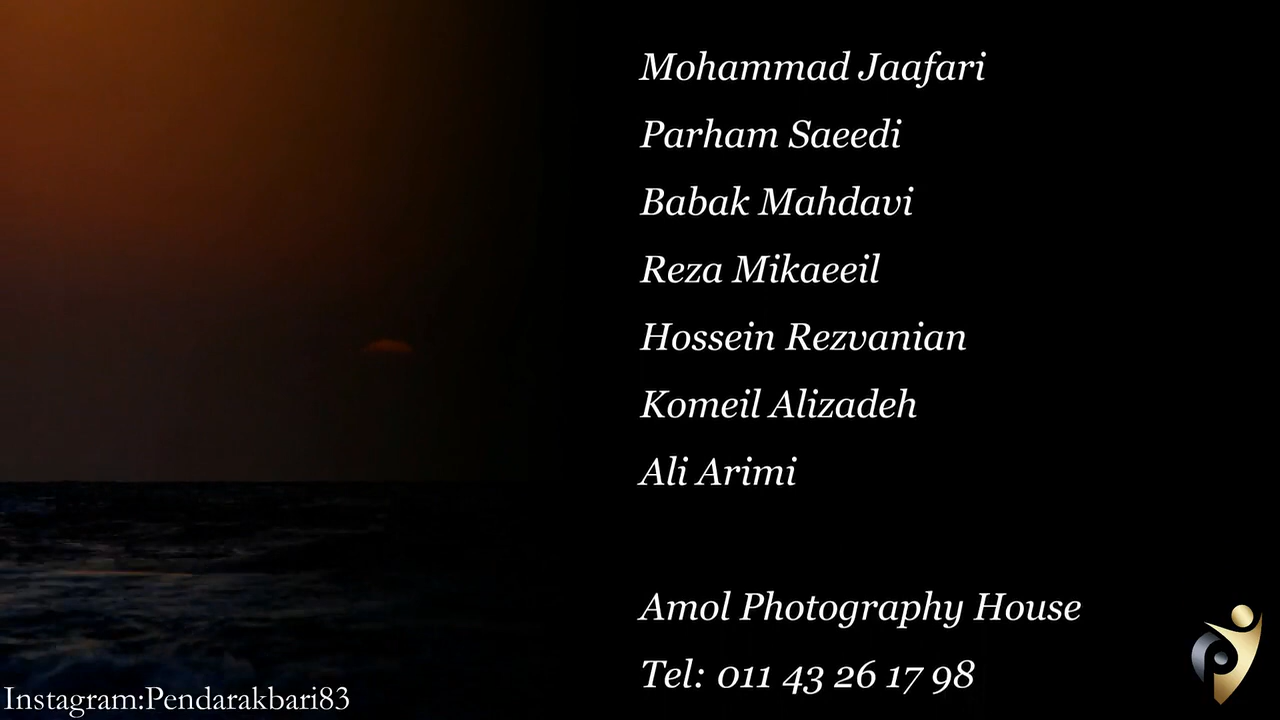 Mohammad Jaafari
Parham Saeedi
Babak Mahdavi
Reza Mikaeeil
Hossein Rezvanian
Komeil Alizadeh
Ali Arimi
Amol Photography House
Tel: 011 43 26 17 98
Instagram:Pendarakbari83